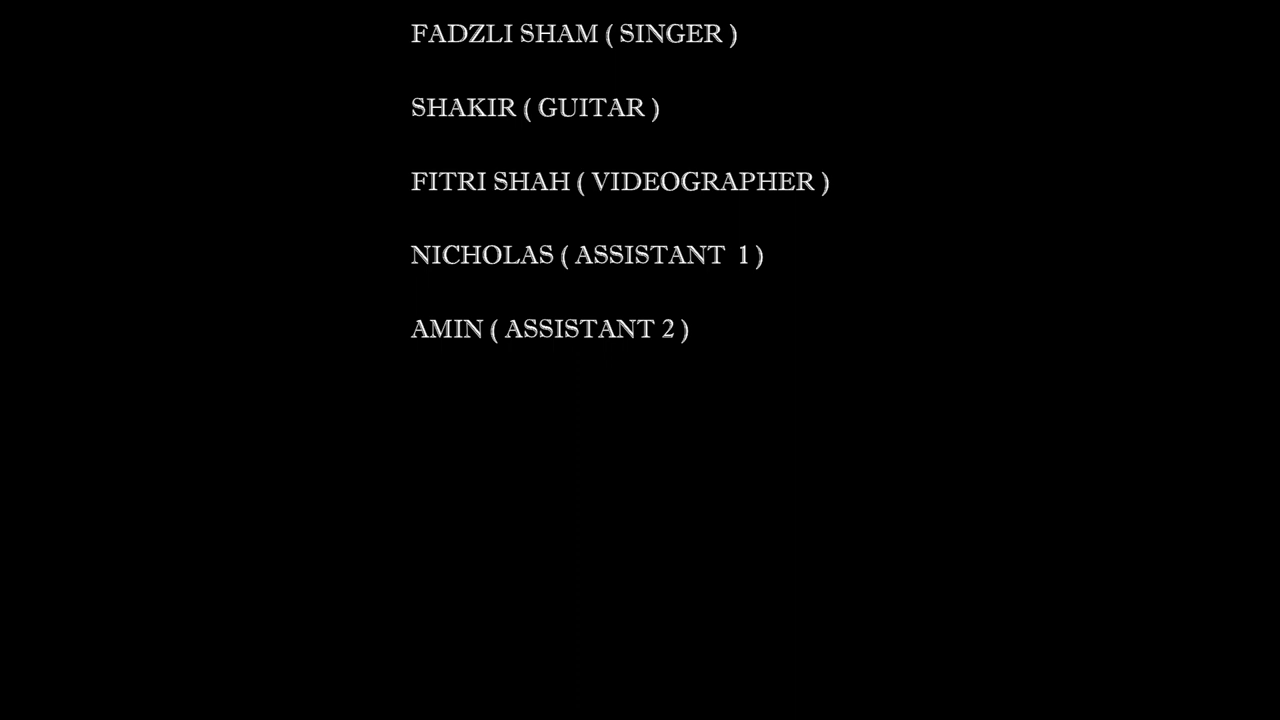 FADZLI SHAM ( SINGER )
SHAKIR ( GUITAR )
FITRI SHAH ( VIDEOGRAPHER )
NICHOLAS ( ASSISTANT  1 )
AMIN ( ASSISTANT 2 )